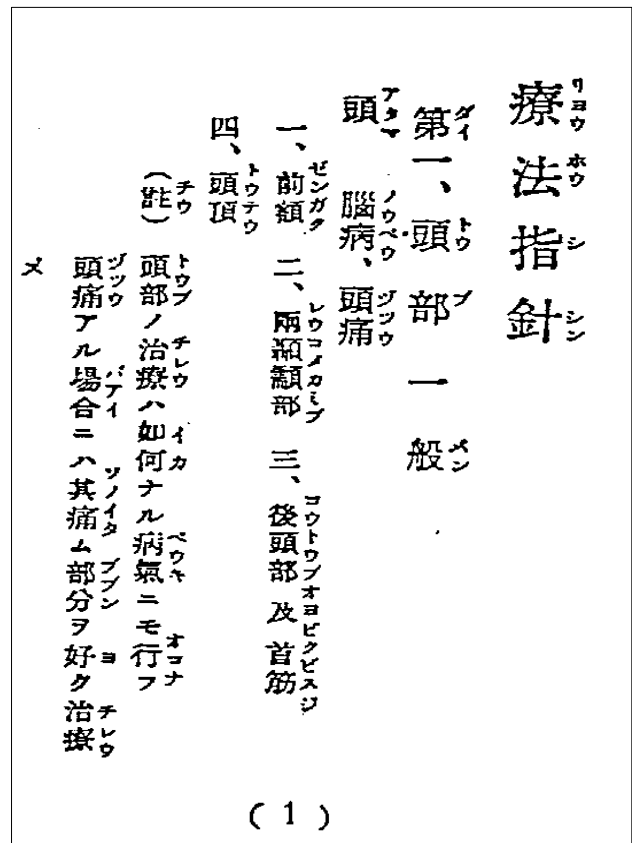 療法指針
第一、頭部一般
頭 腦病、頭痛
一、前額 二、兩顳顬部 三、後頭部及首筋
四、頭頂
(註) 頭部ノ治療ハ如何ナル病氣ニモ行フ
頭痛アル場合ニハ其痛ム部分ヲ好ク治療
メ
(1)